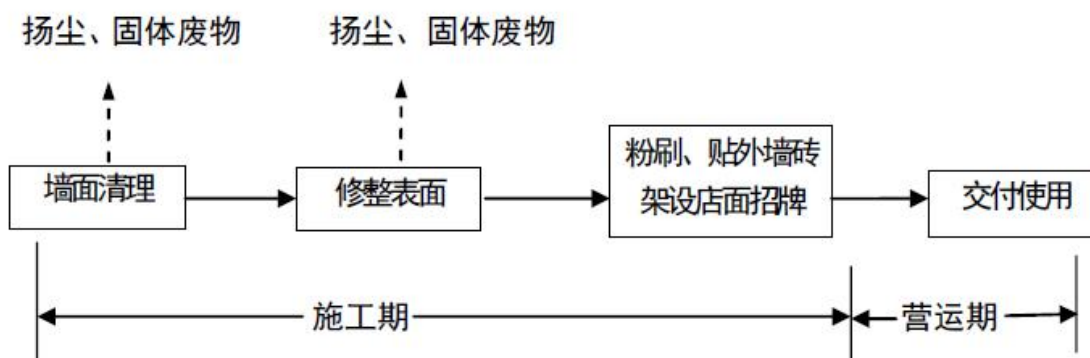 扬尘、固体废物
扬尘、固体废物
墙面清理
修整表面
粉刷、贴外墙砖
架设店面招牌
交付使用
施工期
营运期